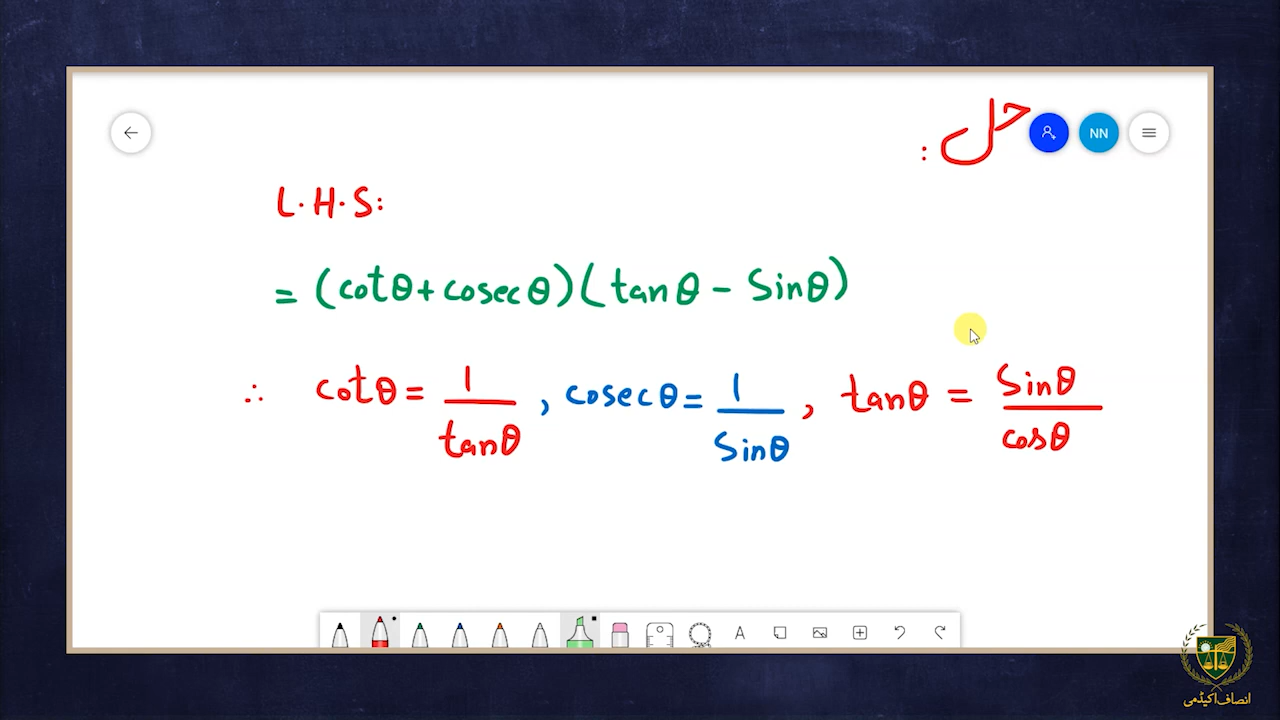 حل :
NN
L.H.S:
= (cotθ + cosecθ)(tanθ - Sinθ)
∴ cotθ = 1/tanθ , cosecθ = 1/Sinθ , tanθ = Sinθ/cosθ
A
انصاف اکیڈمی